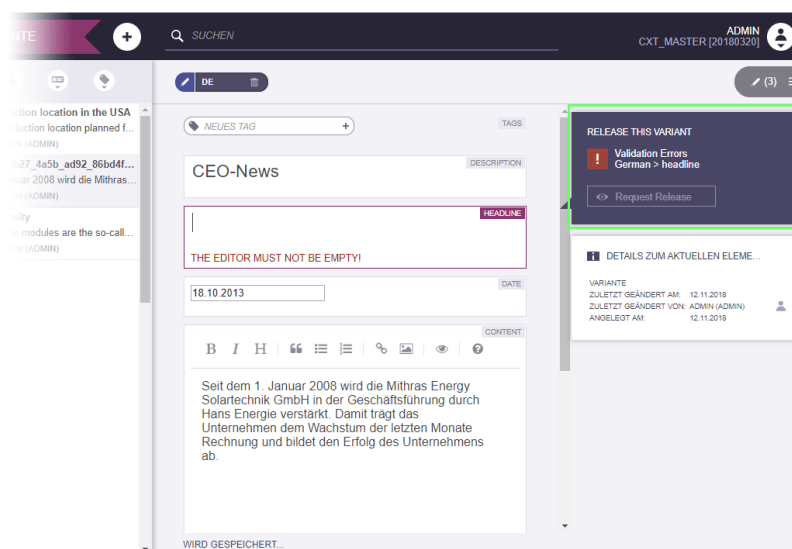 NTE
SUCHEN
ADMIN
CXT_MASTER [20180320]
DE
(3)
ction location in the USA
duction location planned f...
IN (ADMIN)
b27_4a5b_ad92_86bd4f...
uar 2008 wird die Mithras...
IN (ADMIN)
rsity
se modules are the so-call...
IN (ADMIN)
NEUES TAG
TAGS
CEO-News
DESCRIPTION
HEADLINE
THE EDITOR MUST NOT BE EMPTY!
18.10.2013
DATE
CONTENT
B I H
Seit dem 1. Januar 2008 wird die Mithras Energy
Solartechnik GmbH in der Geschäftsführung durch
Hans Energie verstärkt. Damit trägt das
Unternehmen dem Wachstum der letzten Monate
Rechnung und bildet den Erfolg des Unternehmens
ab.
WIRD GESPEICHERT...
RELEASE THIS VARIANT
Validation Errors
German > headline
Request Release
DETAILS ZUM AKTUELLEN ELEME...
VARIANTE
ZULETZT GEÄNDERT AM: 12.11.2018
ZULETZT GEÄNDERT VON: ADMIN (ADMIN)
ANGELEGT AM: 12.11.2018